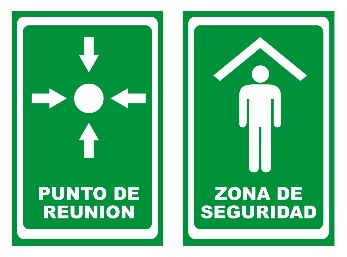 PUNTO DE
REUNION
ZONA DE
SEGURIDAD